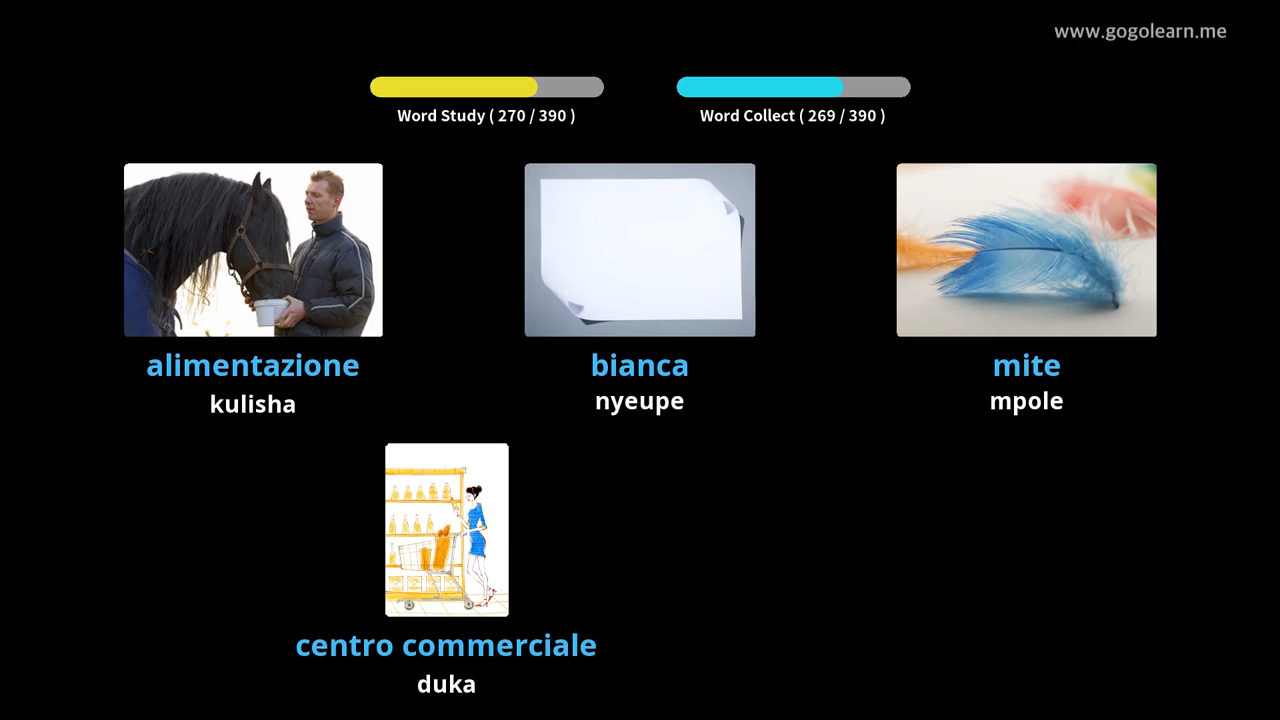 www.gogolearn.me
Word Study ( 270 / 390 )
Word Collect ( 269 / 390 )
alimentazione
kulisha
bianca
nyeupe
mite
mpole
centro commerciale
duka